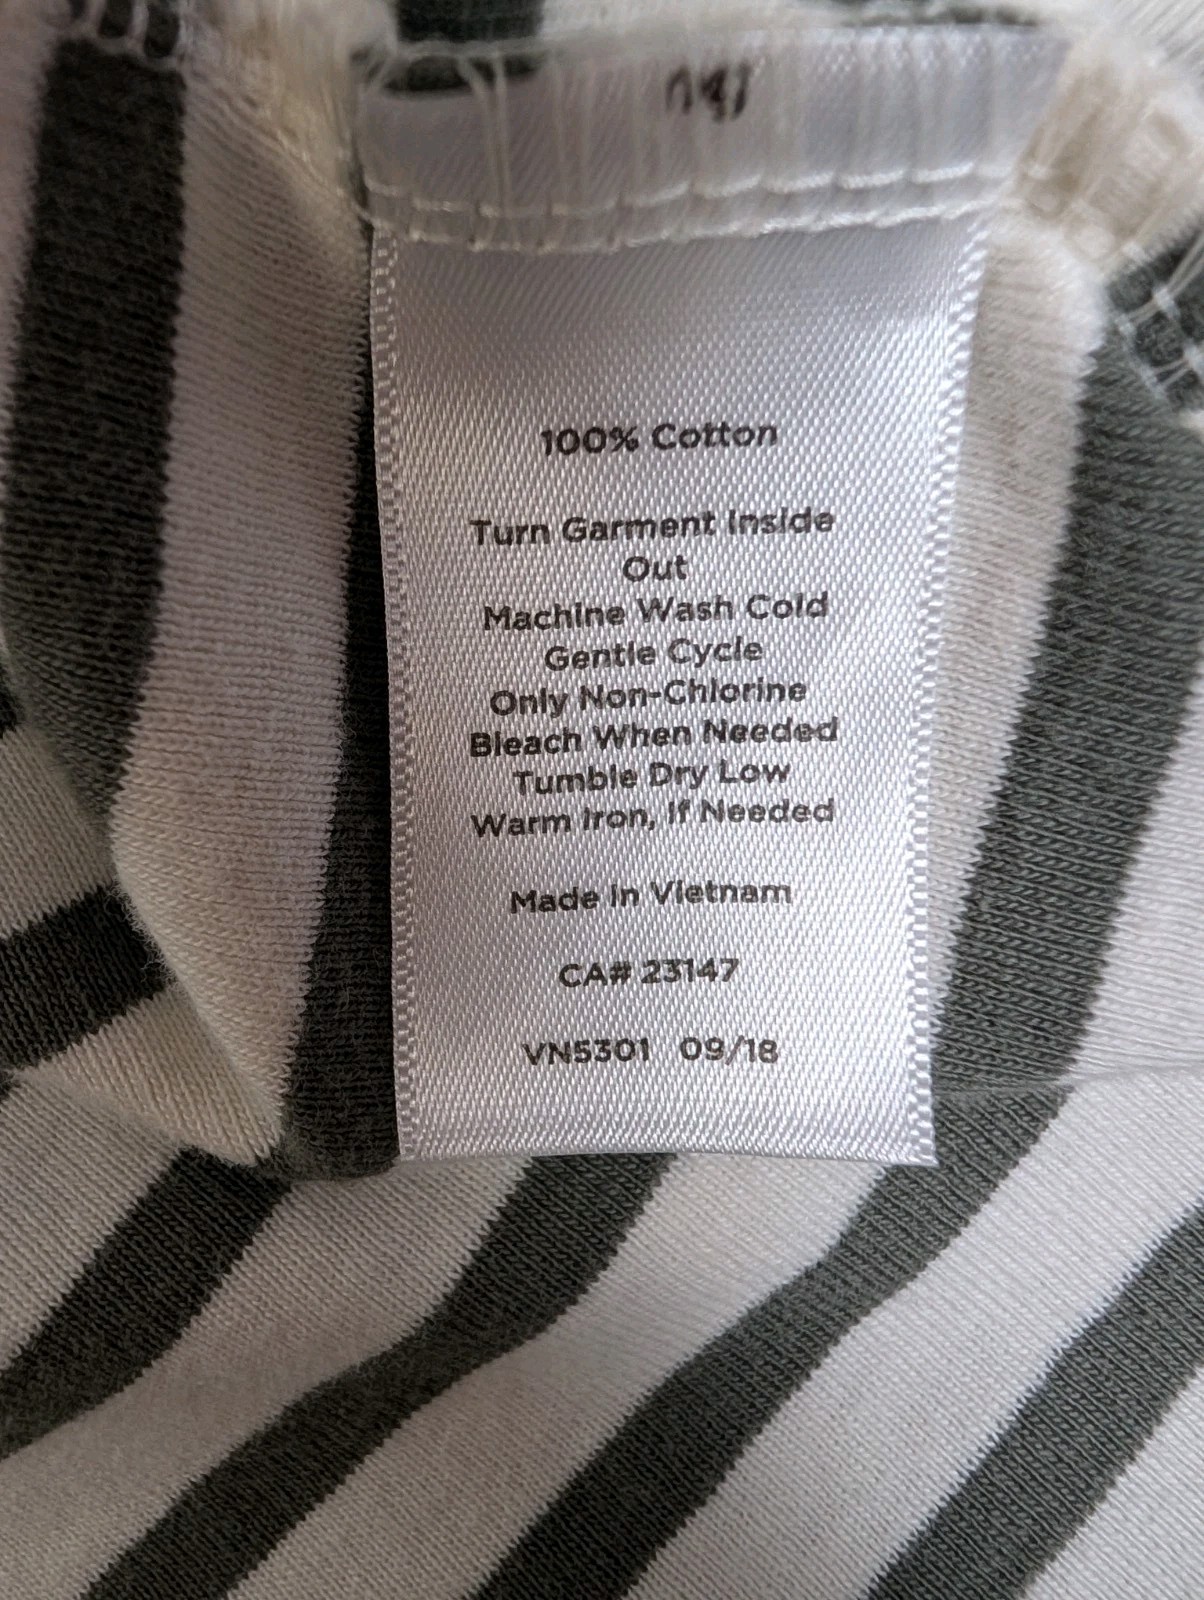 100% Cotton
Turn Garment Inside
Out
Machine Wash Cold
Gentle Cycle
Only Non-Chlorine
Bleach When Needed
Tumble Dry Low
Warm Iron, If Needed
Made in Vietnam
CA# 23147
VN5301 09/18